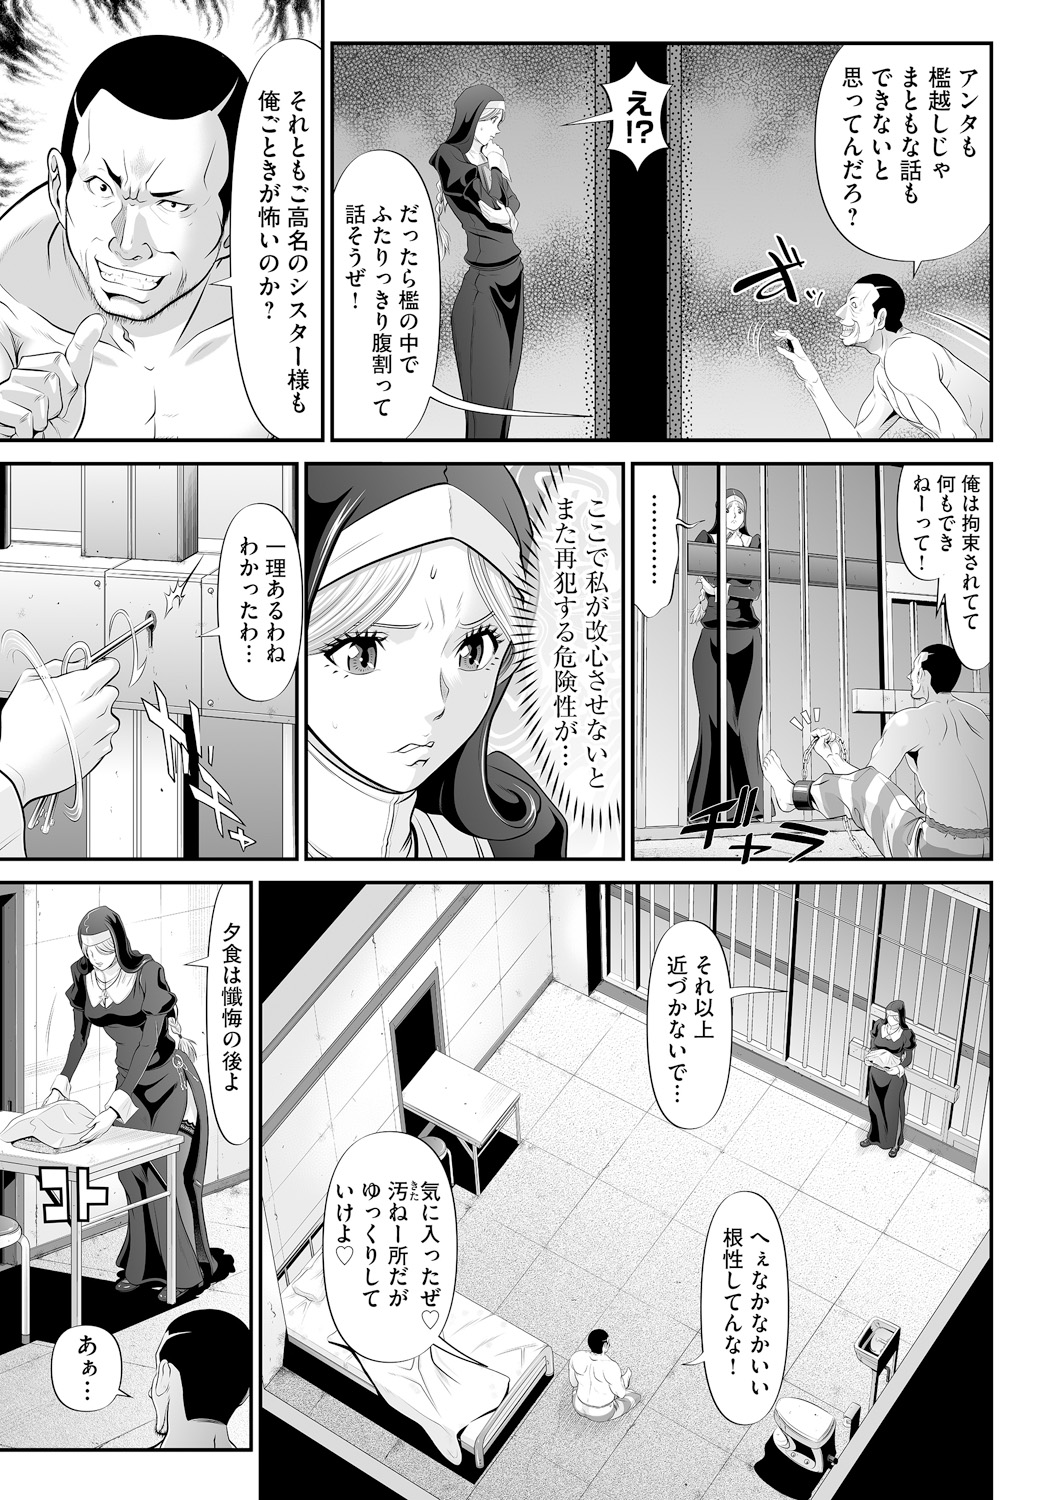 アンタも
檻越しじゃ
まともな話も
できないと
思ってんだろ?
ずいっ
え!?
だったら檻の中で
ふたりっきり腹割って
話そうぜ!
それともご高名のシスター様も
俺ごときが怖いのか?
俺は拘束されてて
何もでき
ねーって!
…………
ギャラ
ここで私が改心させないと
また再犯する危険性が…
一理あるわね
わかったわ…
ガチャ
それ以上
近づかないで…
へぇなかなかいい
根性してんな!
気に入ったぜ♡
汚ねー所だが
きた
ゆっくりして
いけよ♡
夕食は懺悔の後よ
コト
あぁ…